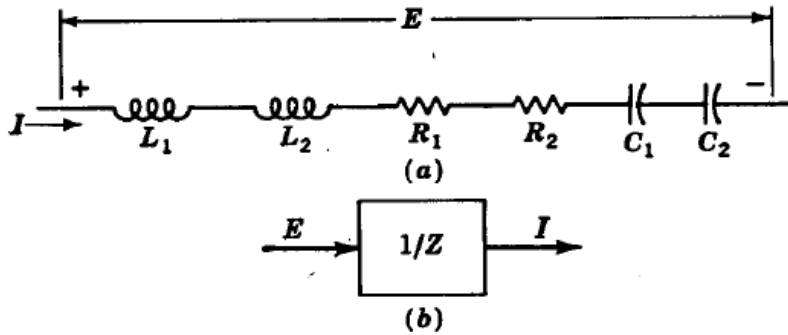 E
+ −
I
L₁ L₂ R₁ R₂ C₁ C₂
(a)
E 1/Z I
(b)